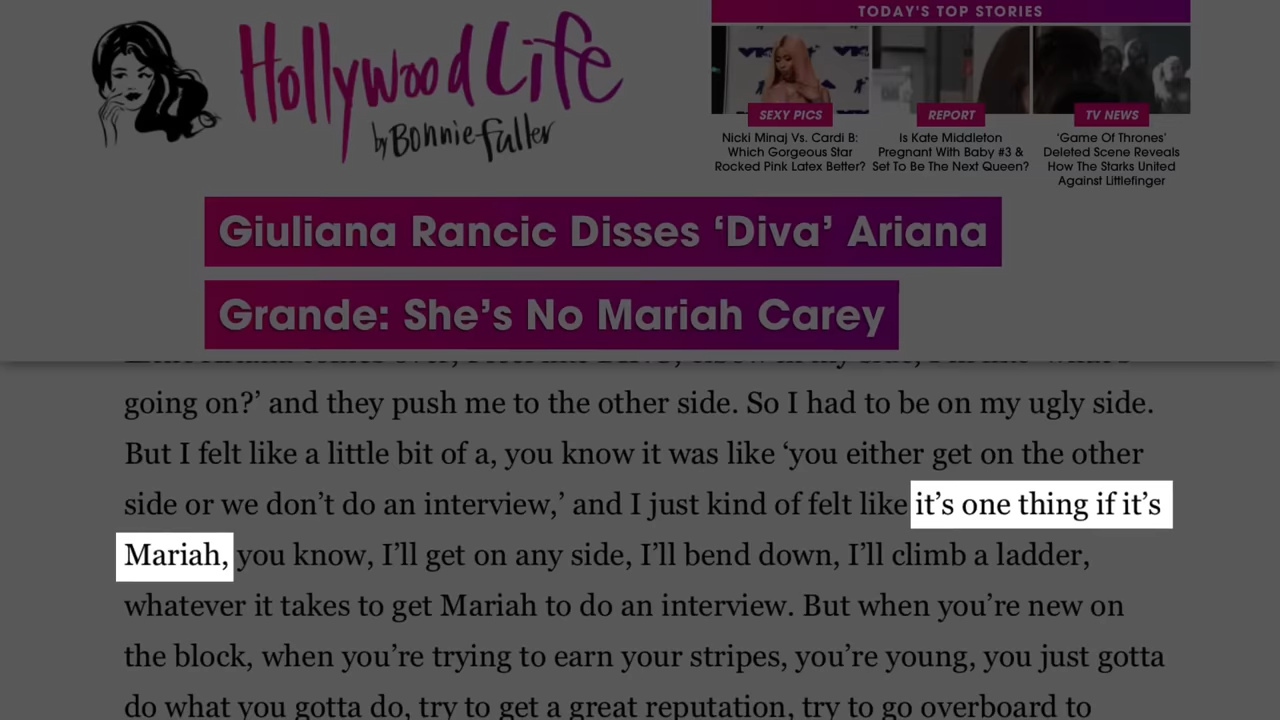 Hollywood Life
by Bonnie Fuller
TODAY'S TOP STORIES
SEXY PICS
Nicki Minaj Vs. Cardi B:
Which Gorgeous Star
Rocked Pink Latex Better?
REPORT
Is Kate Middleton
Pregnant With Baby #3 &
Set To Be The Next Queen?
TV NEWS
‘Game Of Thrones’
Deleted Scene Reveals
How The Starks United
Against Littlefinger
Giuliana Rancic Disses ‘Diva’ Ariana
Grande: She’s No Mariah Carey
going on?’ and they push me to the other side. So I had to be on my ugly side.
But I felt like a little bit of a, you know it was like ‘you either get on the other
side or we don’t do an interview,’ and I just kind of felt like it’s one thing if it’s
Mariah, you know, I’ll get on any side, I’ll bend down, I’ll climb a ladder,
whatever it takes to get Mariah to do an interview. But when you’re new on
the block, when you’re trying to earn your stripes, you’re young, you just gotta
do what you gotta do, try to get a great reputation, try to go overboard to